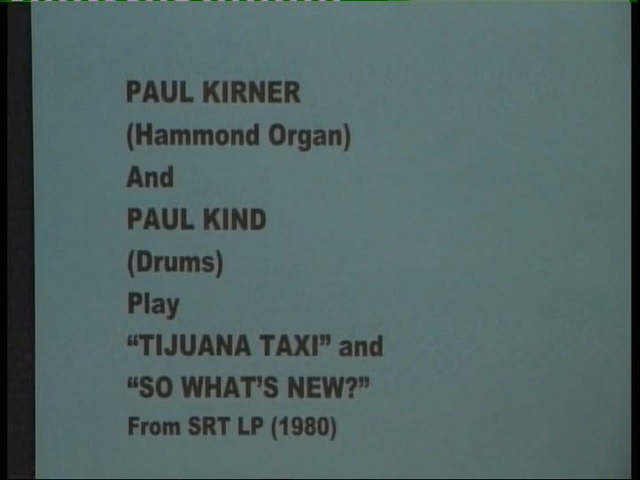 PAUL KIRNER
(Hammond Organ)
And
PAUL KIND
(Drums)
Play
“TIJUANA TAXI” and
“SO WHAT’S NEW?”
From SRT LP (1980)